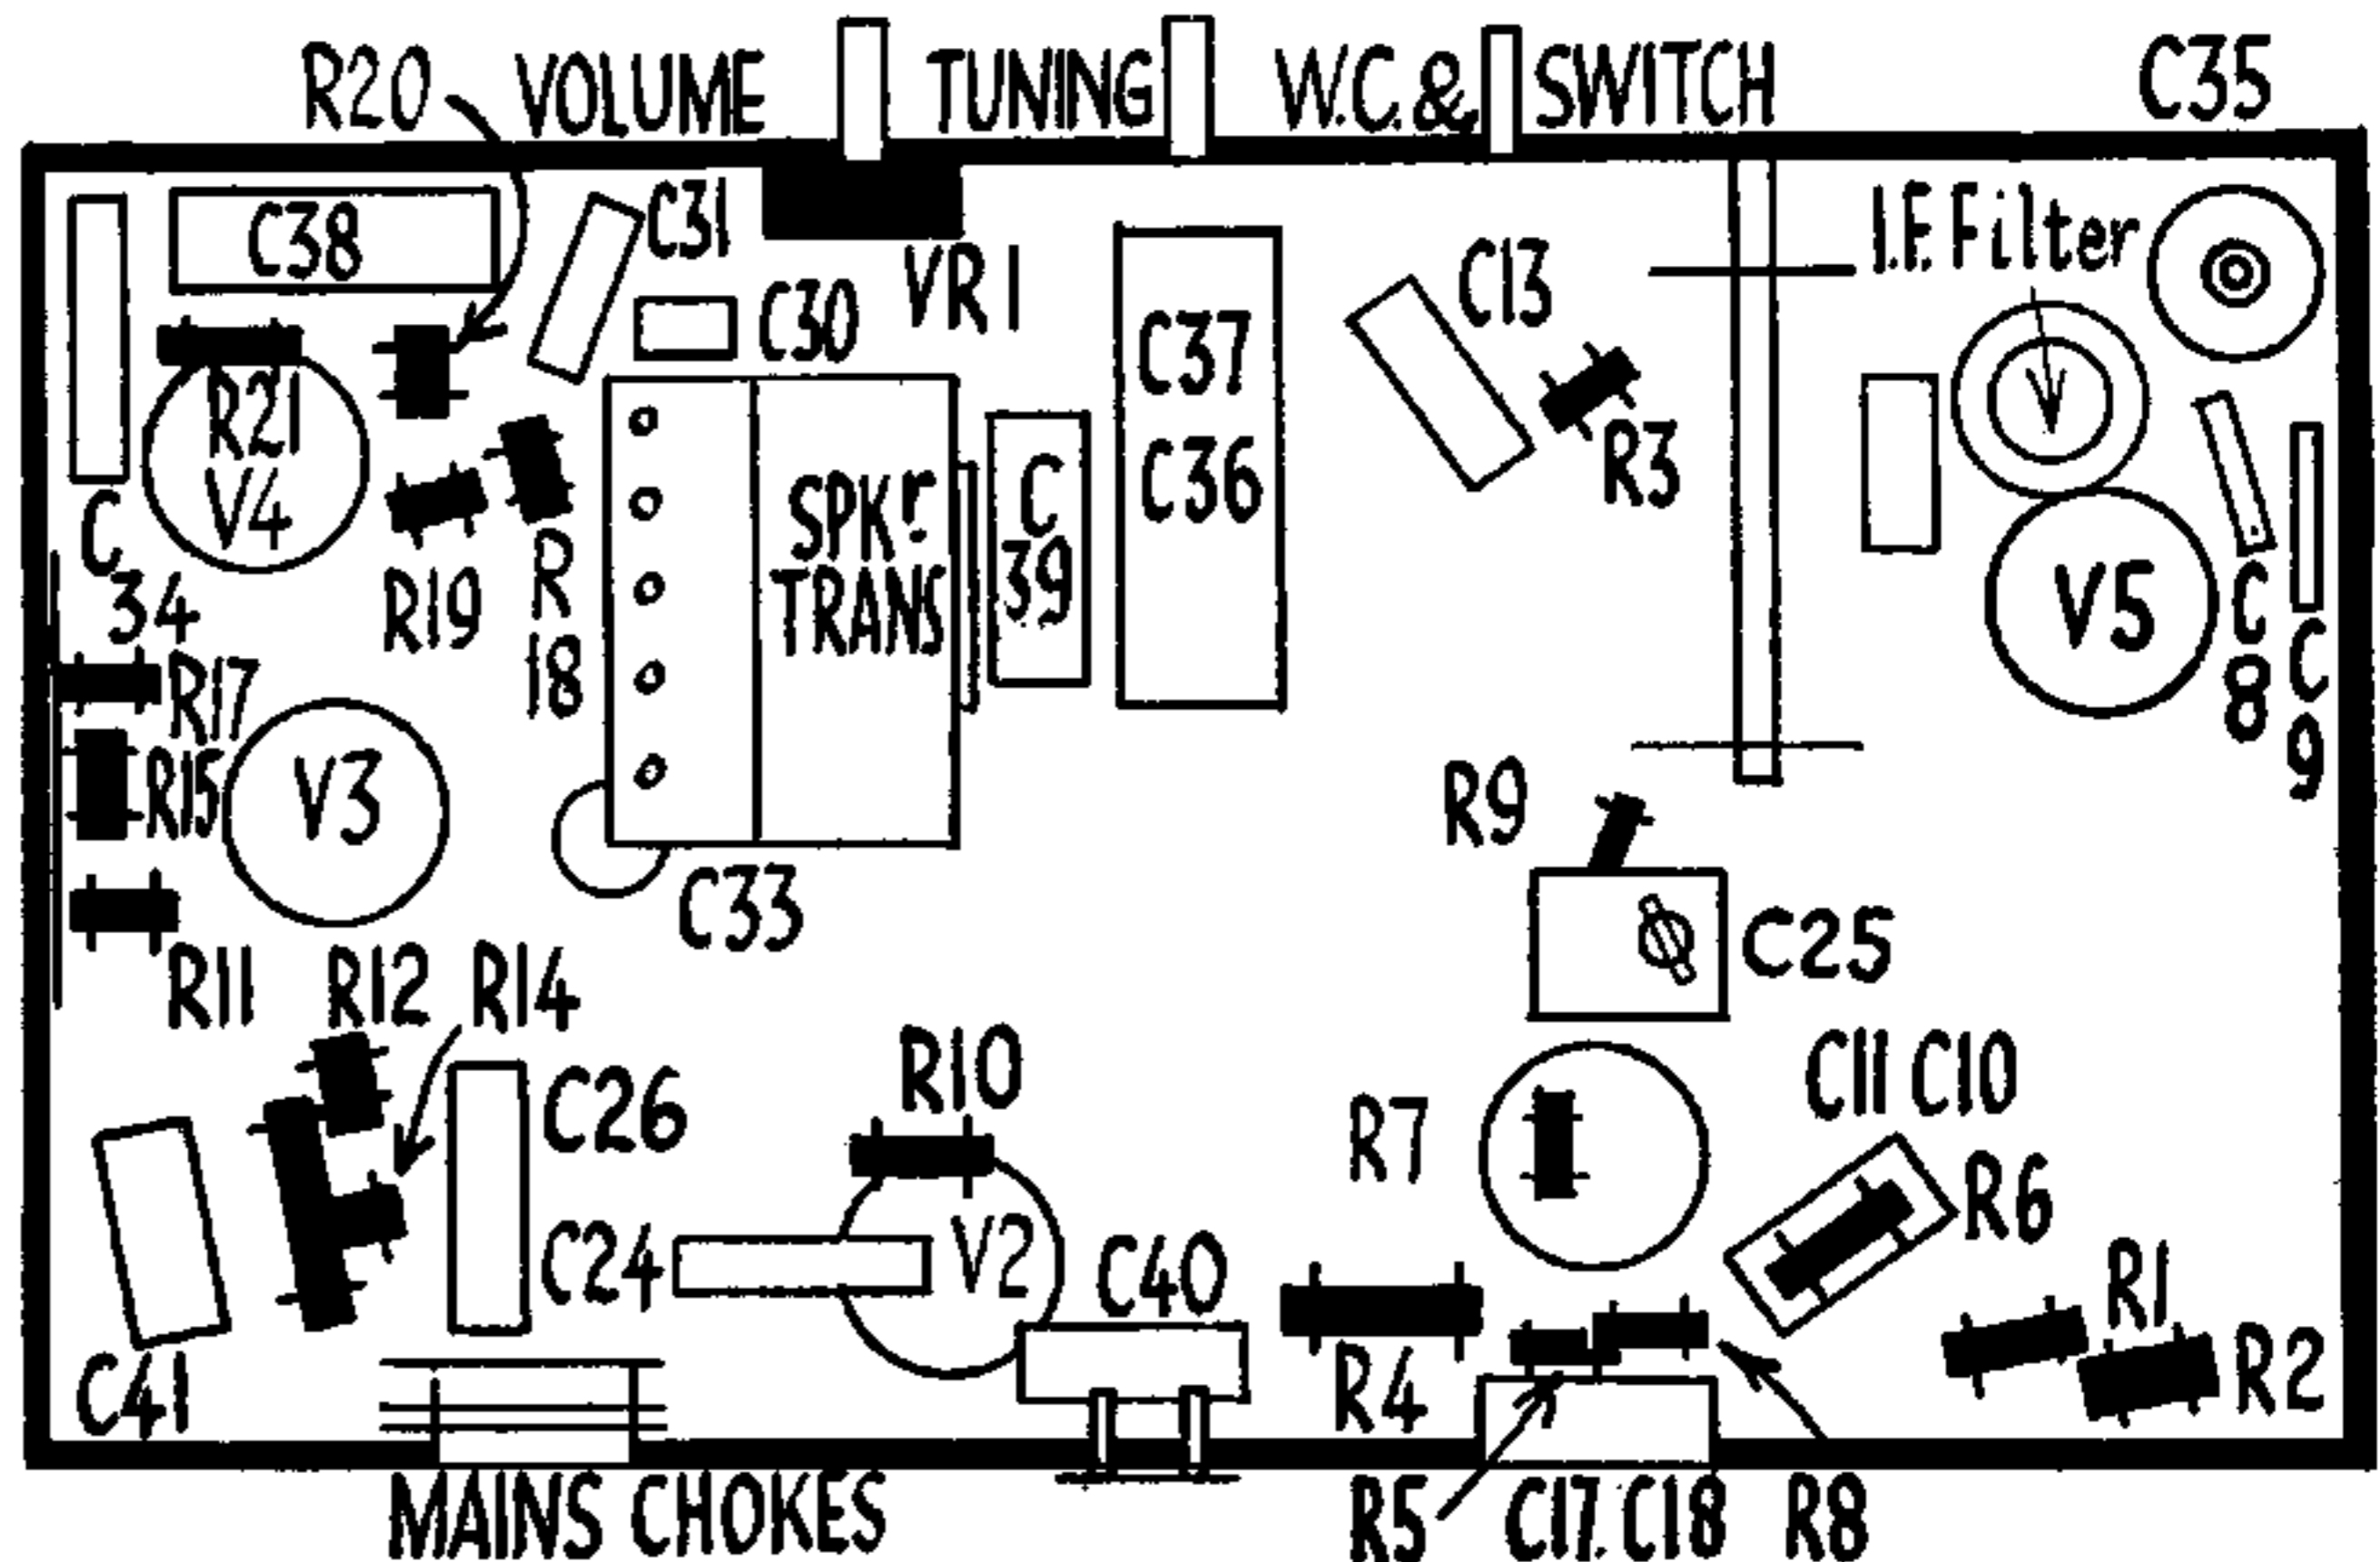 R20 VOLUME TUNING W.C.& SWITCH C35
C38
C31
VR1
C30
I.F. Filter
C13
C37
C36
R3
R21
V4
C
34
R19
R
18
SPKr.
TRANS
C
39
V5
C
8
C
9
R17
R15
V3
C33
R9
C25
R11
R12
R14
C26
C24
R10
V2
C40
R7
C11 C10
R6
R1
R2
R4
C41
MAINS CHOKES
R5
C17. C18
R8